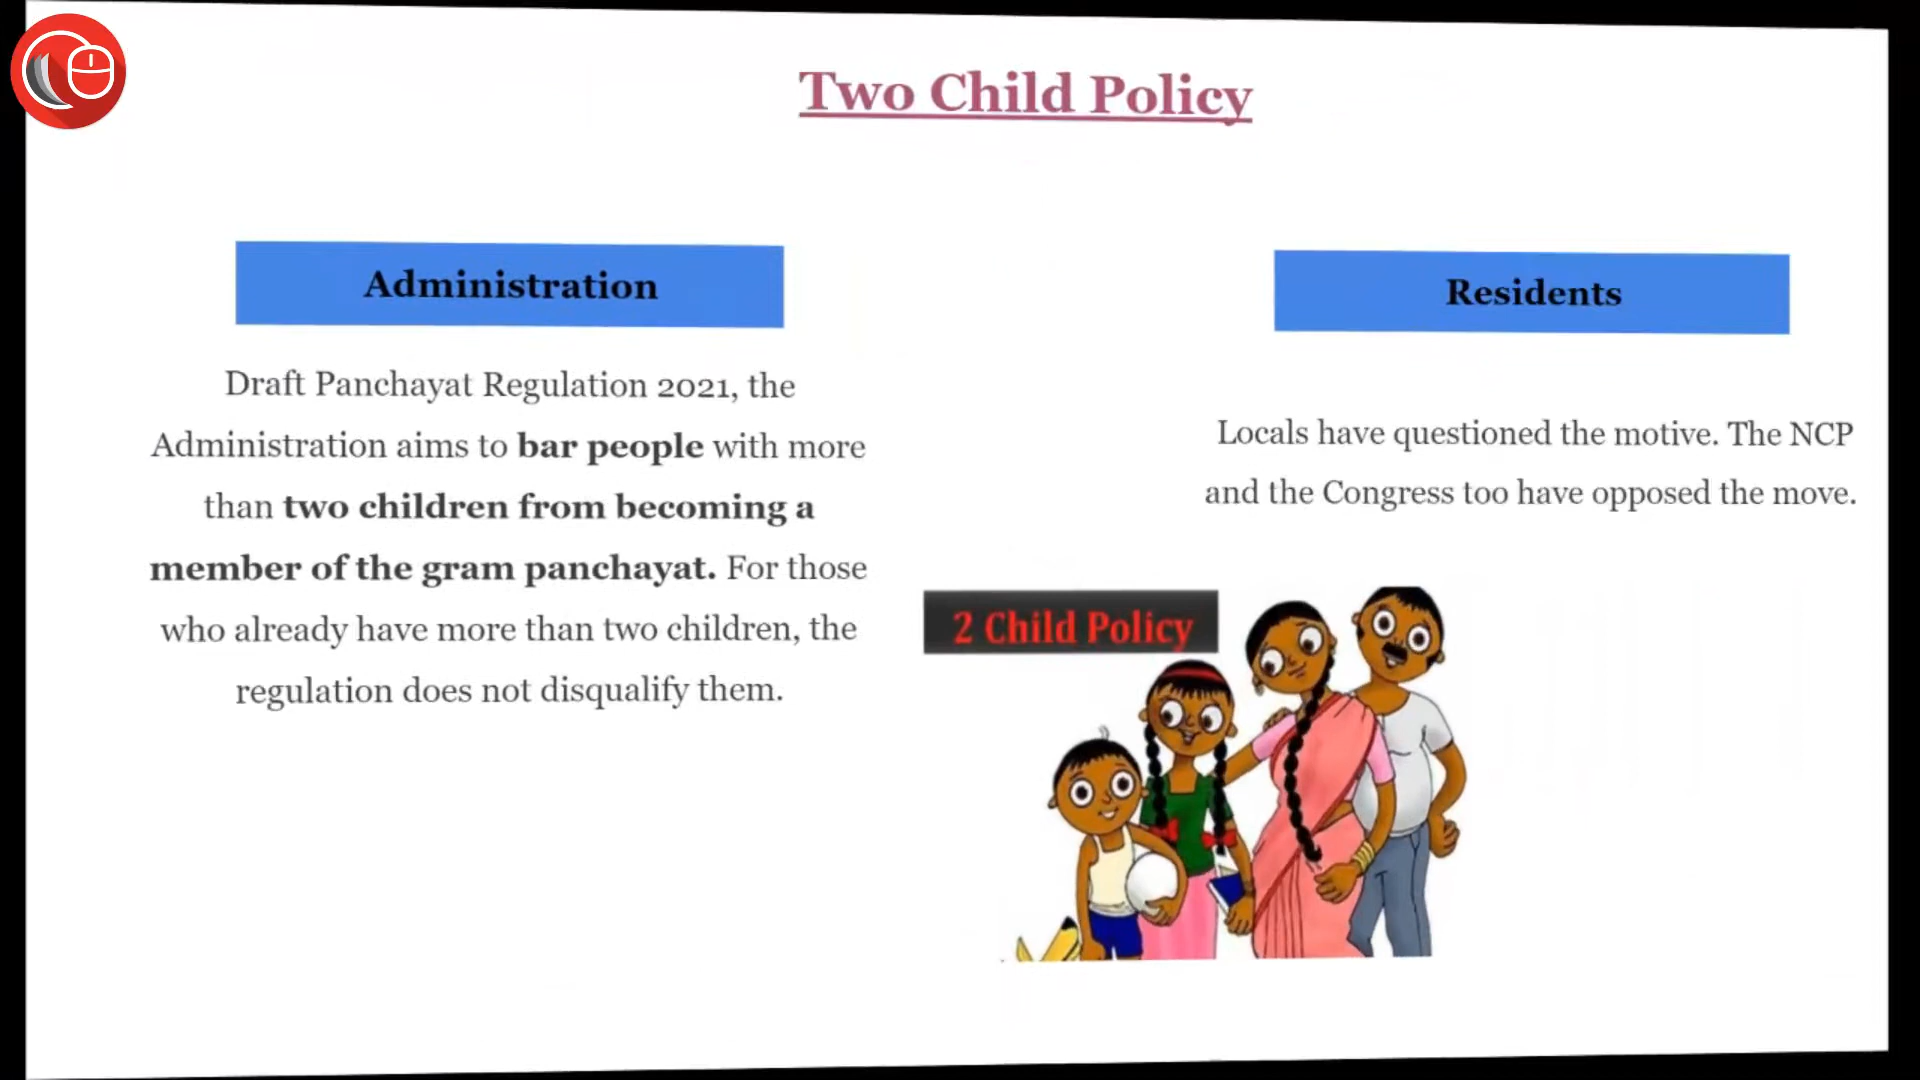 Two Child Policy
Administration
Draft Panchayat Regulation 2021, the
Administration aims to bar people with more
than two children from becoming a
member of the gram panchayat. For those
who already have more than two children, the
regulation does not disqualify them.
Residents
Locals have questioned the motive. The NCP
and the Congress too have opposed the move.
2 Child Policy